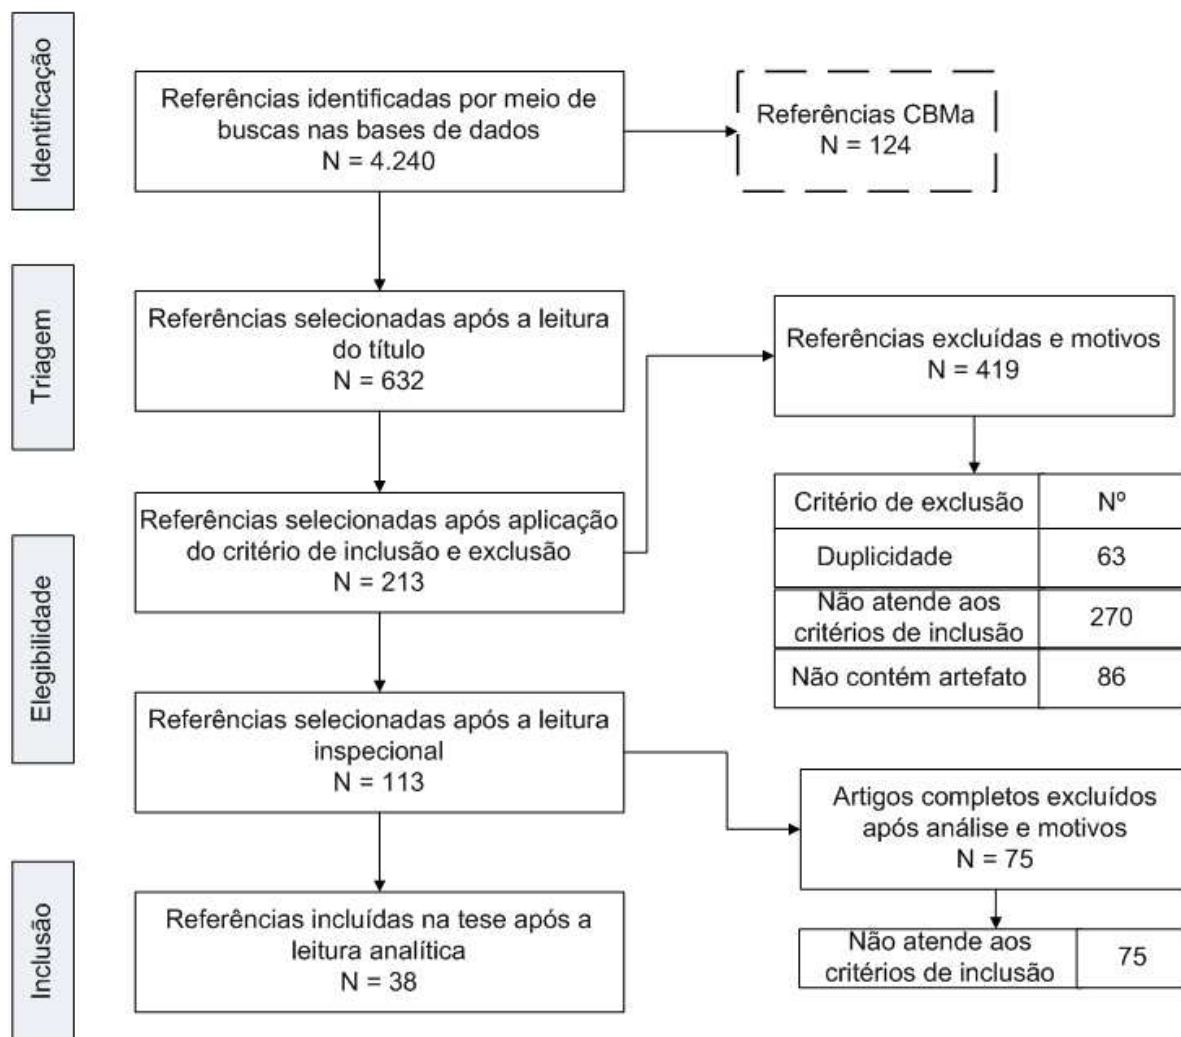 Identificação
Referências identificadas por meio de
buscas nas bases de dados
N = 4.240
Referências CBMa
N = 124
Triagem
Referências selecionadas após a leitura
do título
N = 632
Referências excluídas e motivos
N = 419
Elegibilidade
Referências selecionadas após aplicação
do critério de inclusão e exclusão
N = 213
Critério de exclusão Nº
Duplicidade 63
Não atende aos
critérios de inclusão 270
Não contém artefato 86
Referências selecionadas após a leitura
inspecional
N = 113
Artigos completos excluídos
após análise e motivos
N = 75
Inclusão
Referências incluídas na tese após a
leitura analítica
N = 38
Não atende aos
critérios de inclusão 75